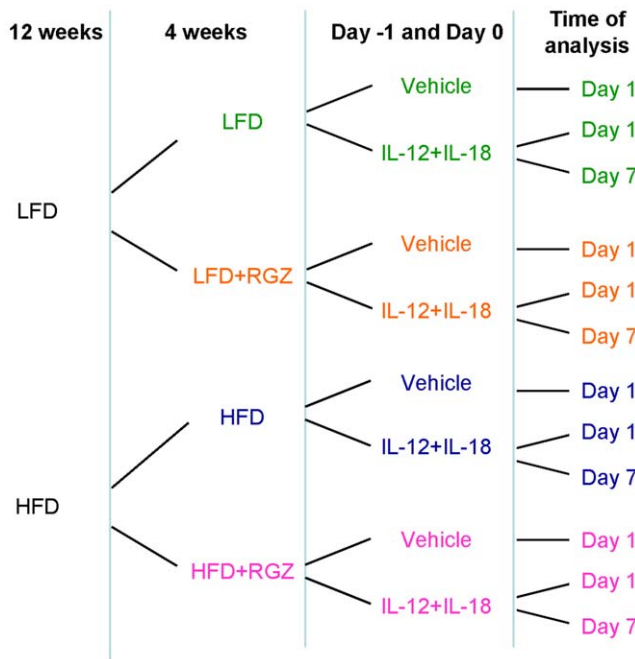 12 weeks 4 weeks Day -1 and Day 0 Time of
analysis
Vehicle Day 1
LFD
IL-12+IL-18 Day 1
Day 7
LFD
Vehicle Day 1
LFD+RGZ
IL-12+IL-18 Day 1
Day 7
Vehicle Day 1
HFD
IL-12+IL-18 Day 1
Day 7
HFD
Vehicle Day 1
HFD+RGZ
IL-12+IL-18 Day 1
Day 7